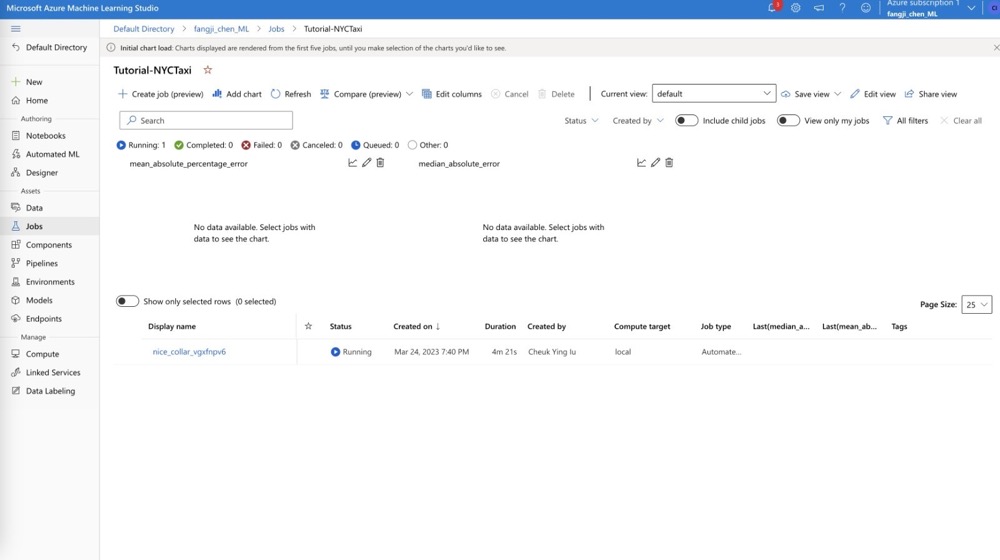 Microsoft Azure Machine Learning Studio
1
Azure subscription 1
fangji_chen_ML
Default Directory
New
Home
Authoring
Notebooks
Automated ML
Designer
Assets
Data
Jobs
Components
Pipelines
Environments
Models
Endpoints
Manage
Compute
Linked Services
Data Labeling
Default Directory > fangji_chen_ML > Jobs > Tutorial-NYCTaxi
Initial chart load: Charts displayed are rendered from the first five jobs, until you make selection of the charts you'd like to see.
Tutorial-NYCTaxi
Create job (preview) Add chart Refresh Compare (preview) Edit columns Cancel Delete Current view: default Save view Edit view Share view
Search Status Created by Include child jobs View only my jobs All filters Clear all
Running: 1 Completed: 0 Failed: 0 Canceled: 0 Queued: 0 Other: 0
mean_absolute_percentage_error
No data available. Select jobs with
data to see the chart.
median_absolute_error
No data available. Select jobs with
data to see the chart.
Show only selected rows (0 selected) Page Size: 25
Display name Status Created on ↓ Duration Created by Compute target Job type Last(median_a... Last(mean_ab... Tags
nice_collar_vgxfnpv6 Running Mar 24, 2023 7:40 PM 4m 21s Cheuk Ying Iu local Automate...